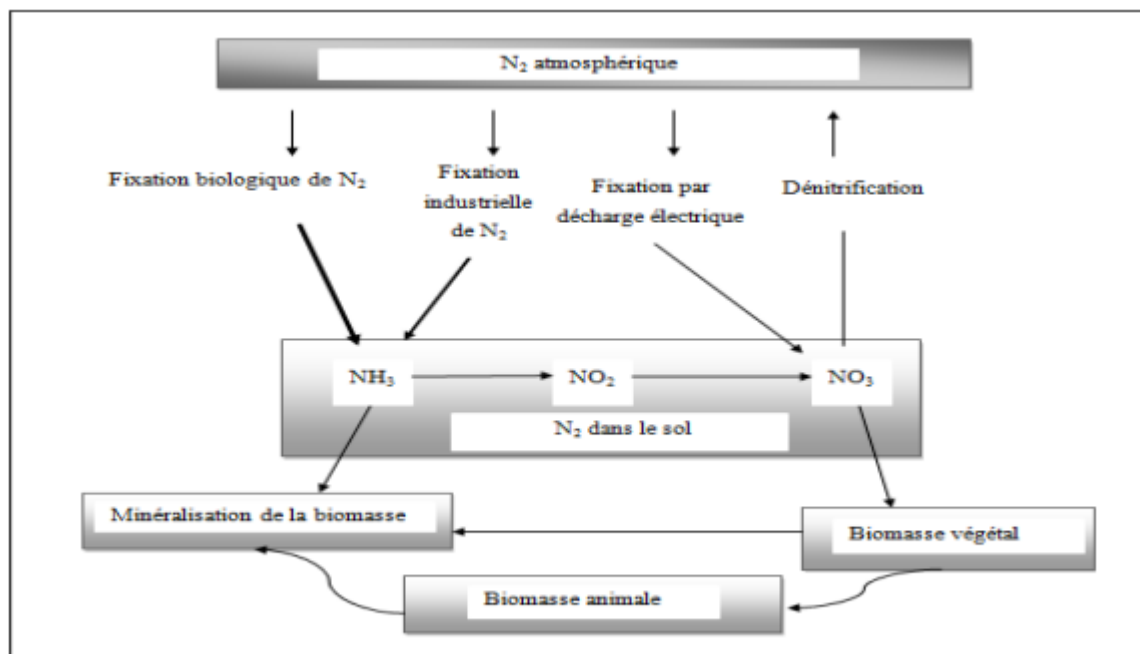 N₂ atmosphérique
Fixation biologique de N₂
Fixation
industrielle
de N₂
Fixation par
décharge électrique
Dénitrification
NH₃
NO₂
NO₃
N₂ dans le sol
Minéralisation de la biomasse
Biomasse végétal
Biomasse animale